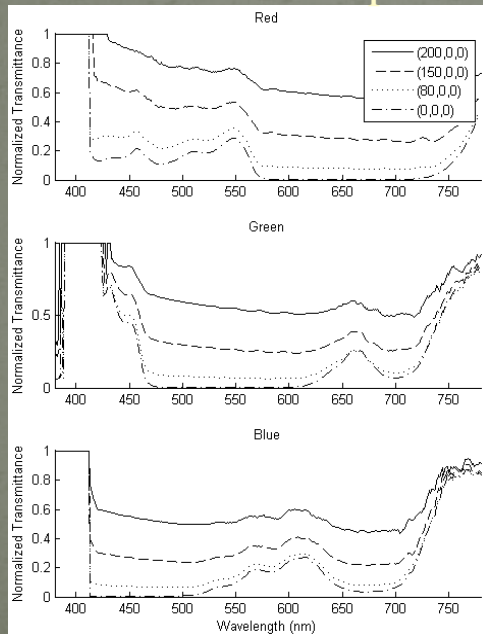 Red
Normalized Transmittance
1
0.8
0.6
0.4
0.2
0
400 450 500 550 600 650 700 750
(200,0,0)
(150,0,0)
(80,0,0)
(0,0,0)
Green
Normalized Transmittance
1
0.5
0
400 450 500 550 600 650 700 750
Blue
Normalized Transmittance
1
0.8
0.6
0.4
0.2
0
400 450 500 550 600 650 700 750
Wavelength (nm)